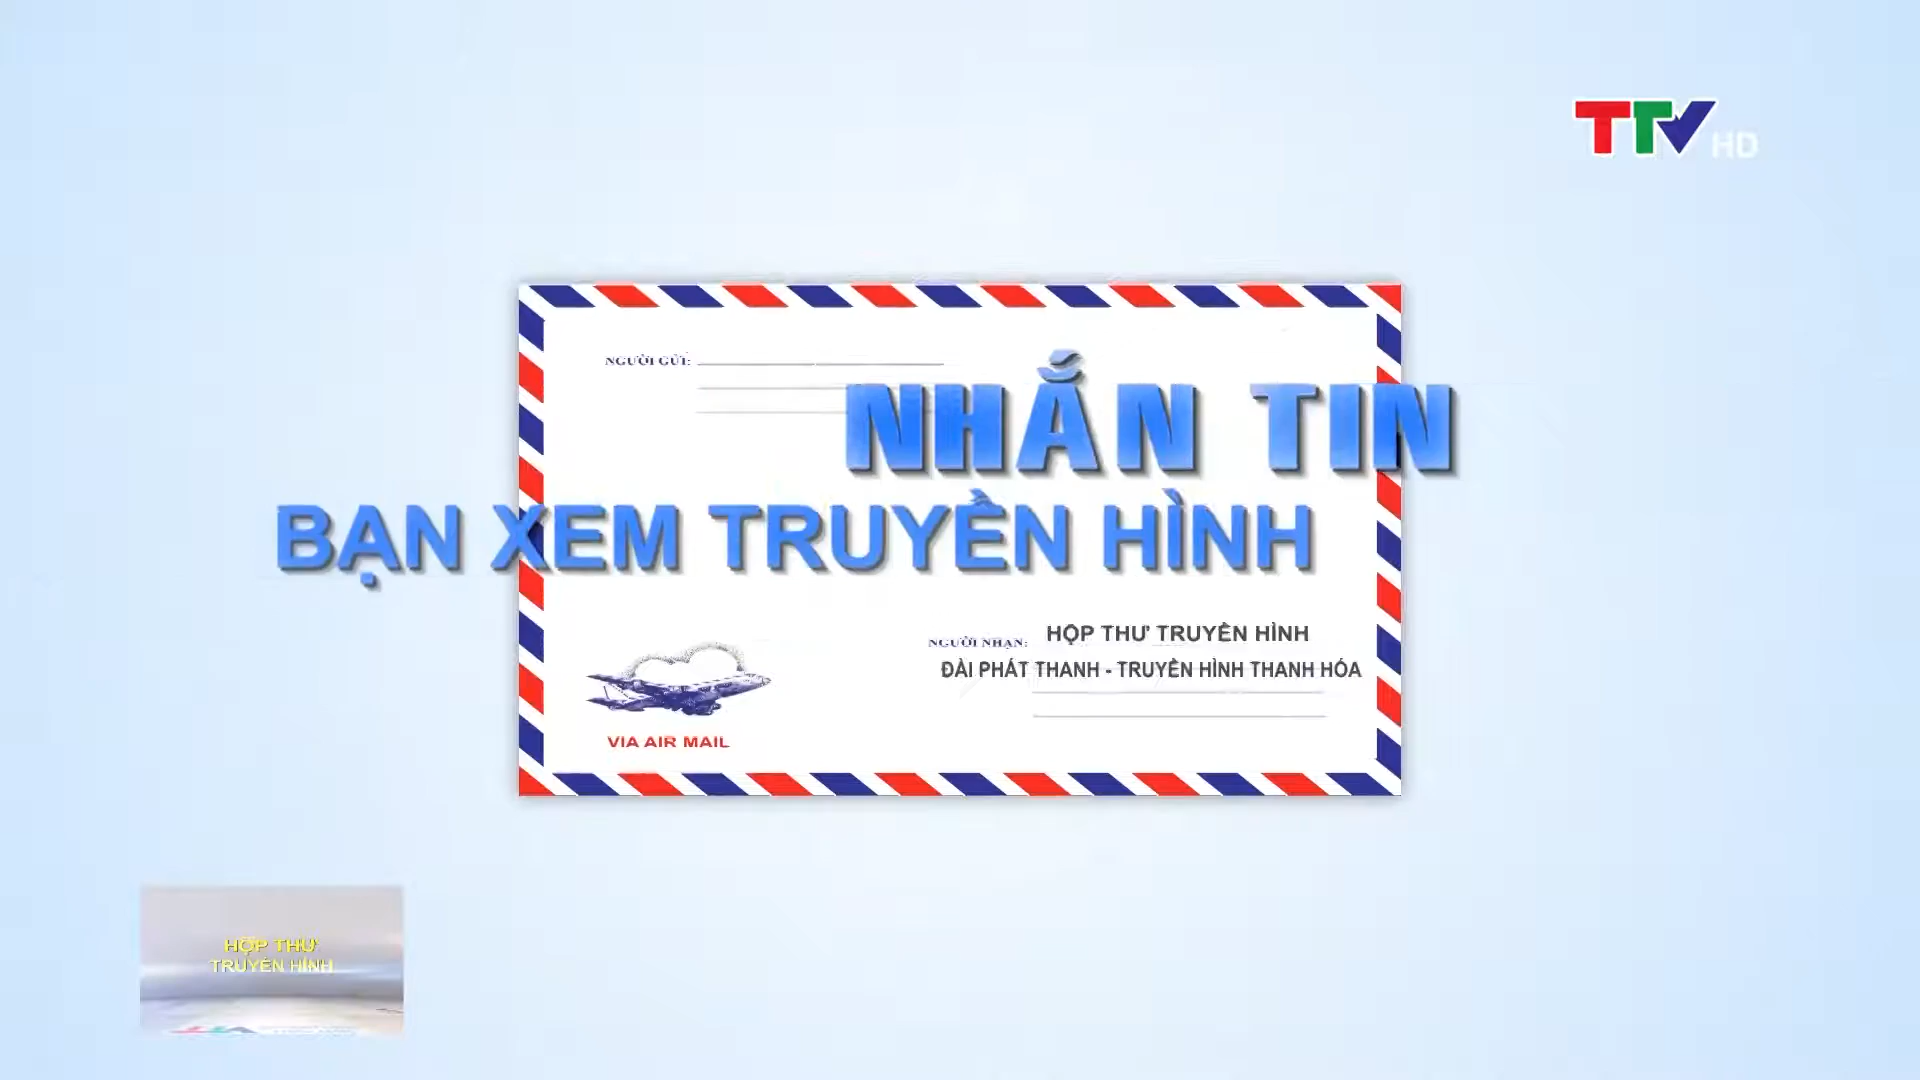 TTV HD
NGƯỜI GỬI:
NHẮN TIN
BẠN XEM TRUYỀN HÌNH
NGƯỜI NHẬN: HỘP THƯ TRUYỀN HÌNH
ĐÀI PHÁT THANH - TRUYỀN HÌNH THANH HÓA
VIA AIR MAIL
HỘP THƯ
TRUYỀN HÌNH